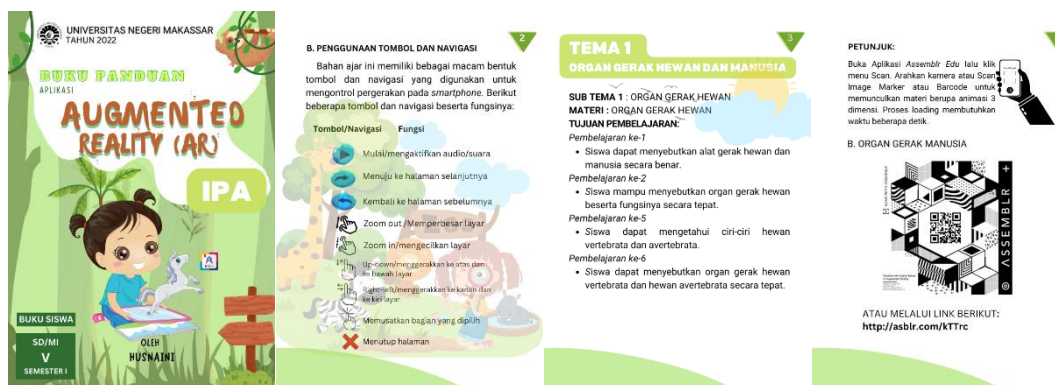 UNIVERSITAS NEGERI MAKASSAR
TAHUN 2022
BUKU PANDUAN
APLIKASI
AUGMENTED
REALITY (AR)
IPA
BUKU SISWA
SD/MI
V
SEMESTER I
OLEH
HUSNAINI
2
B. PENGGUNAAN TOMBOL DAN NAVIGASI
Bahan ajar ini memiliki bebagai macam bentuk
tombol dan navigasi yang digunakan untuk
mengontrol pergerakan pada smartphone. Berikut
beberapa tombol dan navigasi beserta fungsinya:
Tombol/Navigasi Fungsi
Mulai/mengaktifkan audio/suara
Menuju ke halaman selanjutnya
Kembali ke halaman sebelumnya
Zoom out /Memperbesar layar
Zoom in/mengecilkan layar
Up-down/menggerakkan ke atas dan
ke bawah layar
Right-left/menggerakkan ke kanan dan
ke kiri layar
Memusatkan bagian yang dipilih
Menutup halaman
3
TEMA 1
ORGAN GERAK HEWAN DAN MANUSIA
SUB TEMA 1 : ORGAN GERAK HEWAN
MATERI : ORGAN GERAK HEWAN
TUJUAN PEMBELAJARAN:
Pembelajaran ke-1
• Siswa dapat menyebutkan alat gerak hewan dan
manusia secara benar.
Pembelajaran ke-2
• Siswa mampu menyebutkan organ gerak hewan
beserta fungsinya secara tepat.
Pembelajaran ke-5
• Siswa dapat mengetahui ciri-ciri hewan
vertebrata dan avertebrata.
Pembelajaran ke-6
• Siswa dapat menyebutkan organ gerak hewan
vertebrata dan hewan avertebrata secara tepat.
PETUNJUK:
Buka Aplikasi Assemblr Edu lalu klik
menu Scan. Arahkan kamera atau Scan
Image Marker atau Barcode untuk
memunculkan materi berupa animasi 3
dimensi. Proses loading membutuhkan
waktu beberapa detik.
B. ORGAN GERAK MANUSIA
ASSEMBLR
ATAU MELALUI LINK BERIKUT:
http://asblr.com/kTTrc